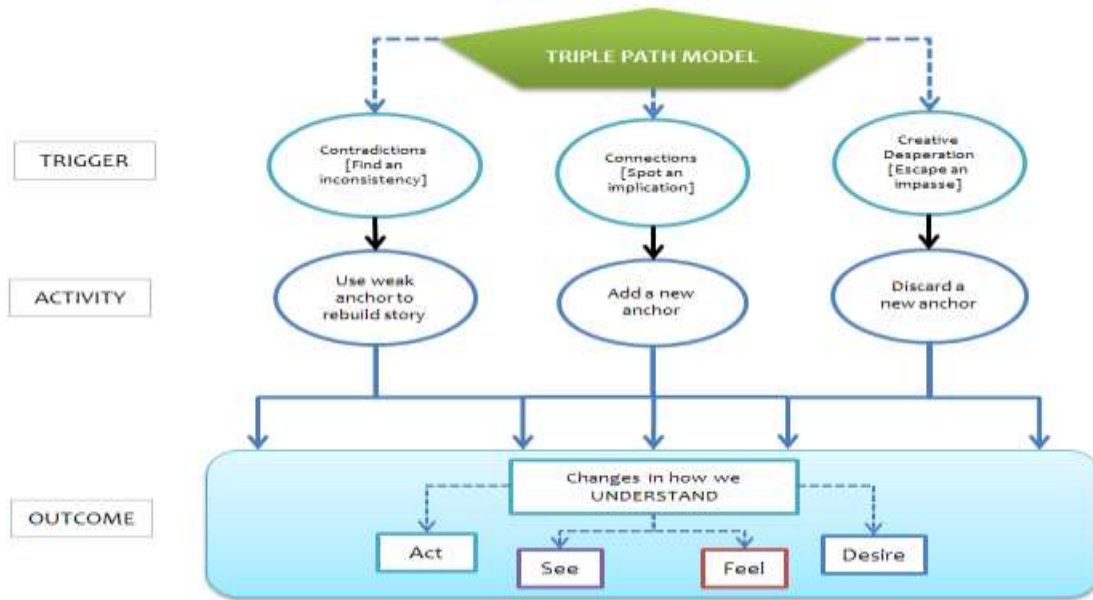 TRIPLE PATH MODEL
TRIGGER
Contradictions
[Find an
inconsistency]
Connections
[Spot an
implication]
Creative
Desperation
[Escape an
impasse]
ACTIVITY
Use weak
anchor to
rebuild story
Add a new
anchor
Discard a
new anchor
OUTCOME
Changes in how we
UNDERSTAND
Act
See
Feel
Desire